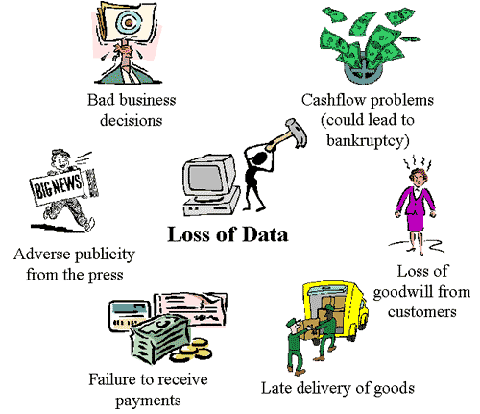 Bad business
decisions
Cashflow problems
(could lead to
bankruptcy)
BIG NEWS
Loss of Data
Adverse publicity
from the press
Loss of
goodwill from
customers
Failure to receive
payments
Late delivery of goods